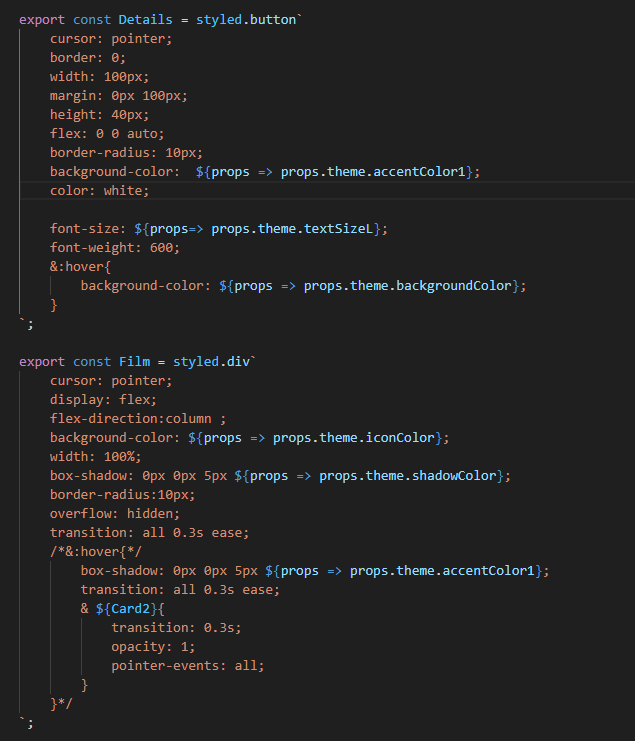 export const Details = styled.button`
    cursor: pointer;
    border: 0;
    width: 100px;
    margin: 0px 100px;
    height: 40px;
    flex: 0 0 auto;
    border-radius: 10px;
    background-color:  ${props => props.theme.accentColor1};
    color: white;

    font-size: ${props=> props.theme.textSizeL};
    font-weight: 600;
    &:hover{
        background-color: ${props => props.theme.backgroundColor};
    }
`;

export const Film = styled.div`
    cursor: pointer;
    display: flex;
    flex-direction:column ;
    background-color: ${props => props.theme.iconColor};
    width: 100%;
    box-shadow: 0px 0px 5px ${props => props.theme.shadowColor};
    border-radius:10px;
    overflow: hidden;
    transition: all 0.3s ease;
    /*&:hover{*/
        box-shadow: 0px 0px 5px ${props => props.theme.accentColor1};
        transition: all 0.3s ease;
        & ${Card2}{
            transition: 0.3s;
            opacity: 1;
            pointer-events: all;
        }
    }*/
`;